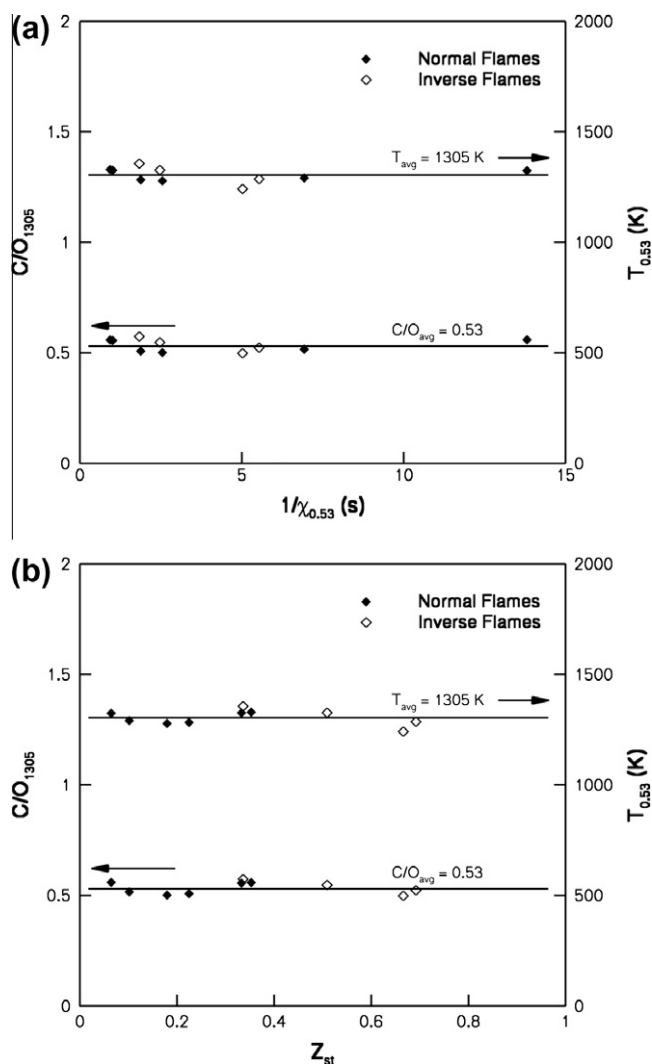 (a)
2
2000
Normal Flames
Inverse Flames
1.5
1500
T_avg = 1305 K
C/O_1305
1
1000
T_0.53 (K)
C/O_avg = 0.53
0.5
500
0
0
0
5
10
15
1/χ_0.53 (s)
(b)
2
2000
Normal Flames
Inverse Flames
1.5
1500
T_avg = 1305 K
C/O_1305
1
1000
T_0.53 (K)
C/O_avg = 0.53
0.5
500
0
0
0
0.2
0.4
0.6
0.8
1
Z_st